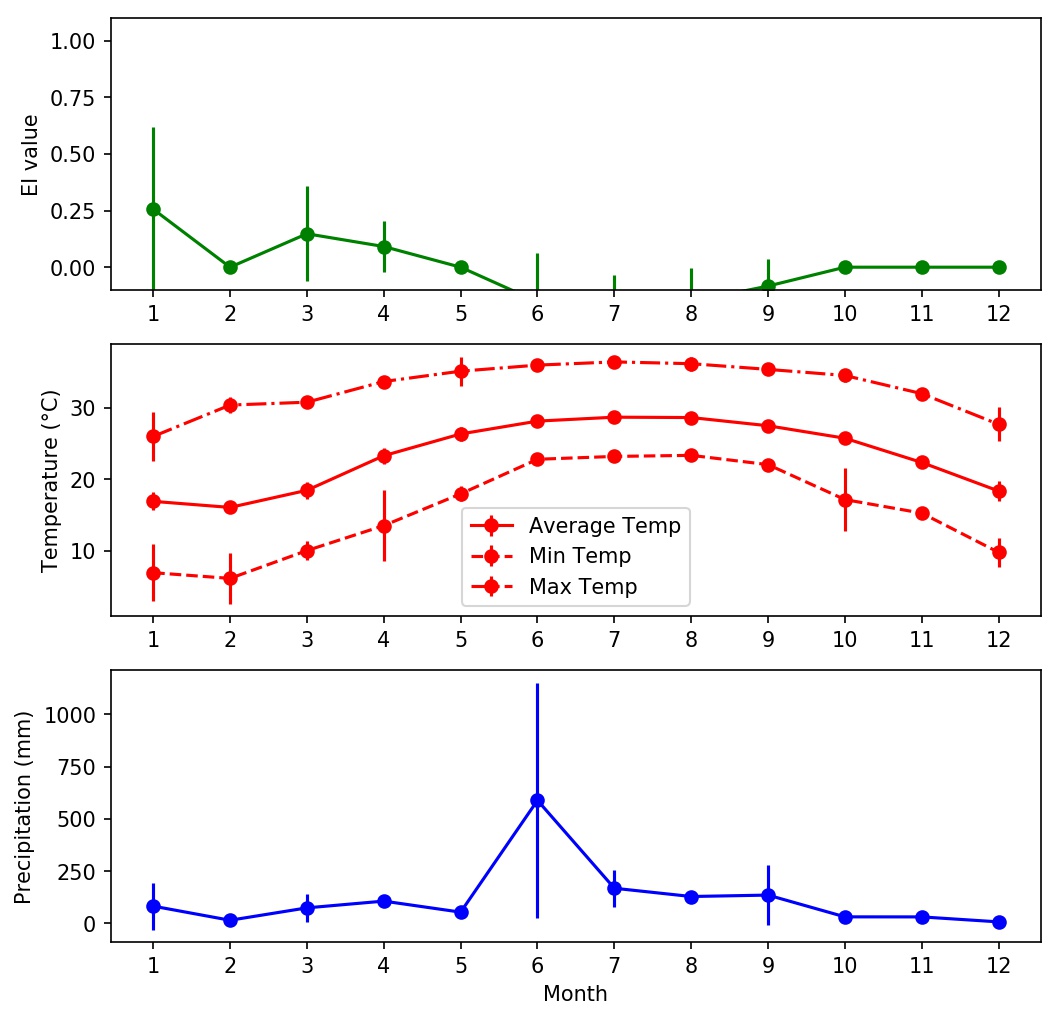 1.00
0.75
0.50
0.25
0.00
EI value
1 2 3 4 5 6 7 8 9 10 11 12
30
20
10
Temperature (°C)
Average Temp
Min Temp
Max Temp
1 2 3 4 5 6 7 8 9 10 11 12
1000
750
500
250
0
Precipitation (mm)
1 2 3 4 5 6 7 8 9 10 11 12
Month